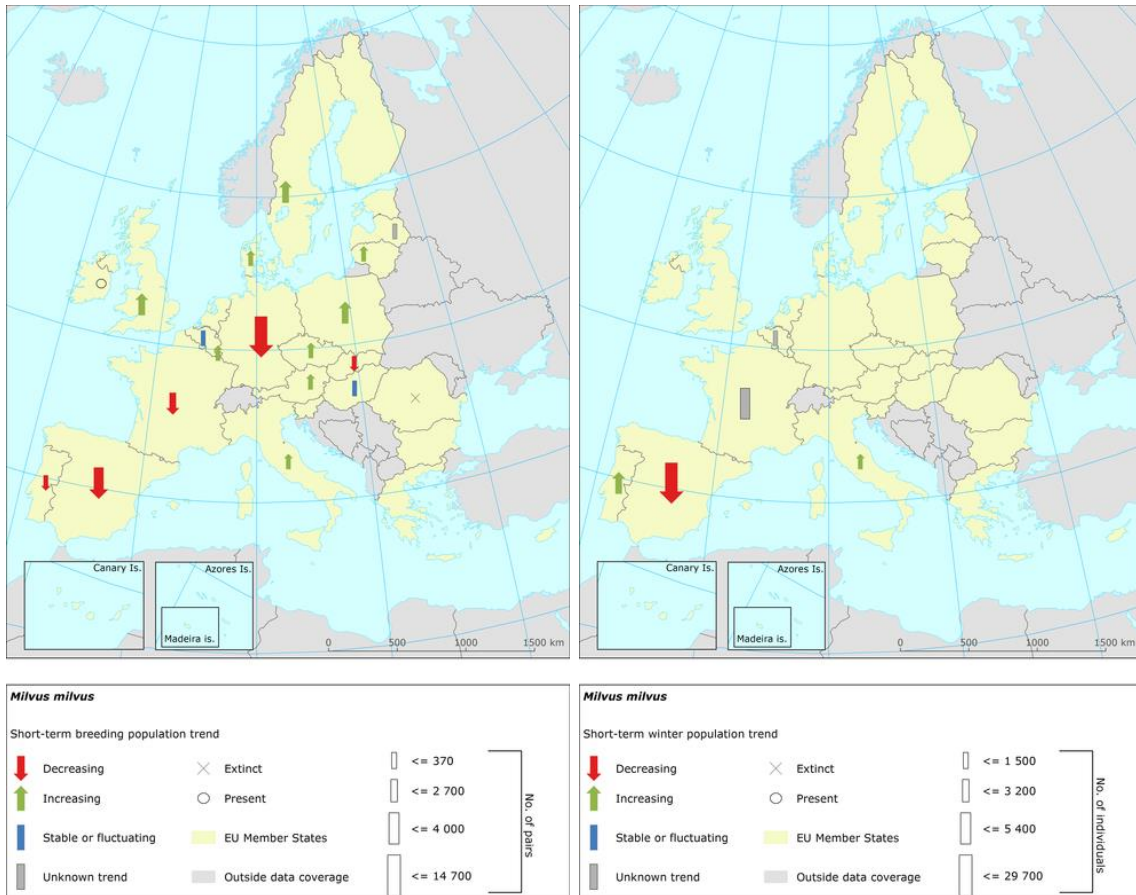 Canary Is.
Azores Is.
Madeira is.
0 500 1000 1500 km
Canary Is.
Azores Is.
Madeira is.
0 500 1000 1500 km
Milvus milvus
Short-term breeding population trend
Decreasing
Increasing
Stable or fluctuating
Unknown trend
Extinct
Present
EU Member States
Outside data coverage
<= 370
<= 2 700
<= 4 000
<= 14 700
No. of pairs
Milvus milvus
Short-term winter population trend
Decreasing
Increasing
Stable or fluctuating
Unknown trend
Extinct
Present
EU Member States
Outside data coverage
<= 1 500
<= 3 200
<= 5 400
<= 29 700
No. of individuals